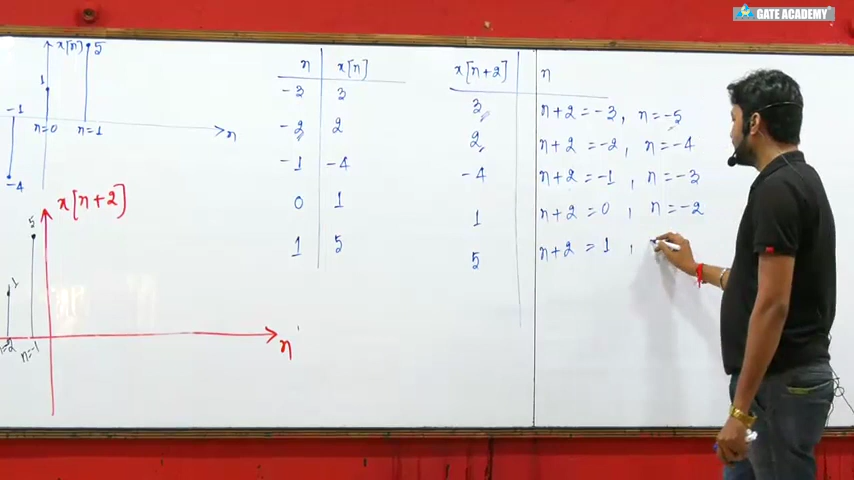 GATE ACADEMY
x[n] 5
1
-1
n=0 n=1 n
-4
x[n+2]
5
1
n=-2 n=-1
n
n x[n]
-3 3
-2 2
-1 -4
0 1
1 5
x[n+2] n
3 n+2 = -3, n = -5
2 n+2 = -2, n = -4
-4 n+2 = -1, n = -3
1 n+2 = 0, n = -2
5 n+2 = 1,